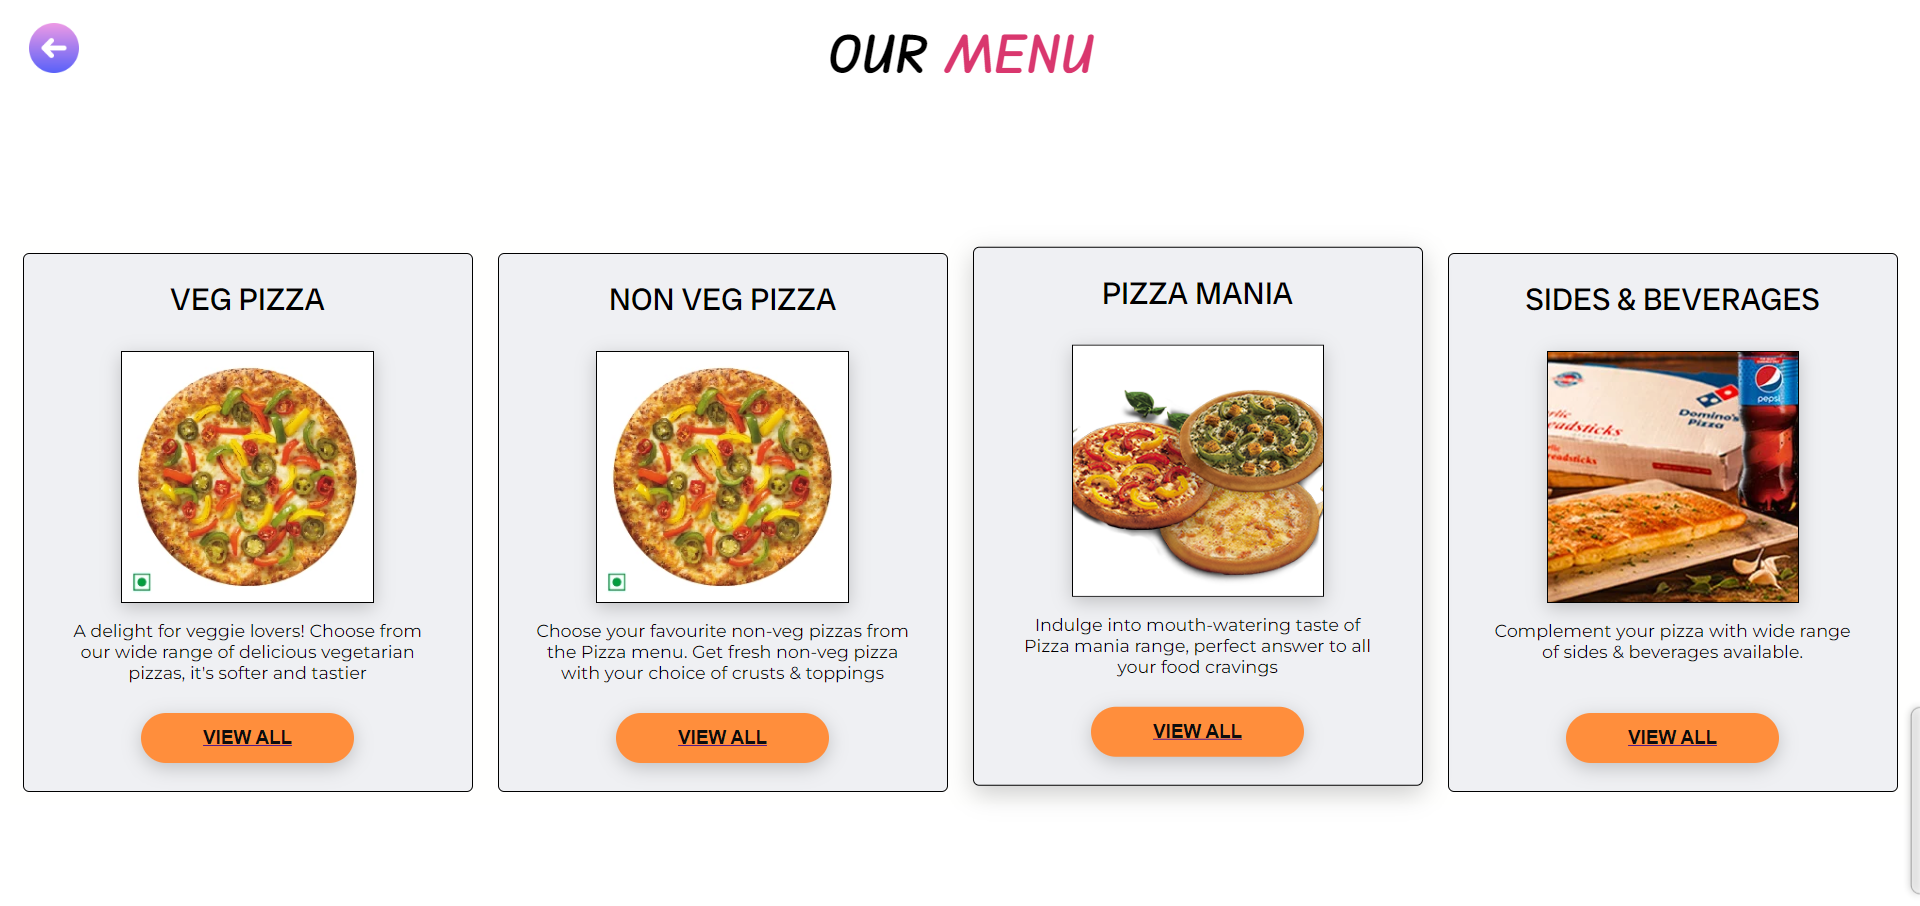 OUR MENU
VEG PIZZA
A delight for veggie lovers! Choose from
our wide range of delicious vegetarian
pizzas, it's softer and tastier
VIEW ALL
NON VEG PIZZA
Choose your favourite non-veg pizzas from
the Pizza menu. Get fresh non-veg pizza
with your choice of crusts & toppings
VIEW ALL
PIZZA MANIA
Indulge into mouth-watering taste of
Pizza mania range, perfect answer to all
your food cravings
VIEW ALL
SIDES & BEVERAGES
pepsi
Domino's
Pizza
Complement your pizza with wide range
of sides & beverages available.
VIEW ALL